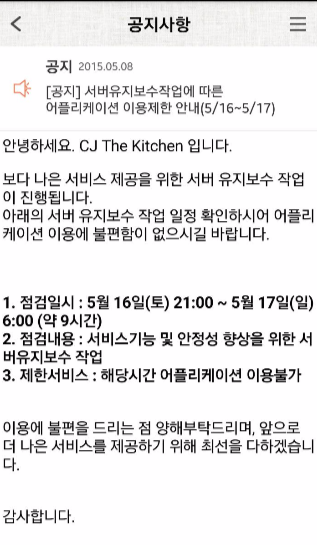 공지사항
공지 2015.05.08
[공지] 서버유지보수작업에 따른
어플리케이션 이용제한 안내(5/16~5/17)
안녕하세요. CJ The Kitchen 입니다.
보다 나은 서비스 제공을 위한 서버 유지보수 작업
이 진행됩니다.
아래의 서버 유지보수 작업 일정 확인하시어 어플리
케이션 이용에 불편함이 없으시길 바랍니다.
1. 점검일시 : 5월 16일(토) 21:00 ~ 5월 17일(일)
6:00 (약 9시간)
2. 점검내용 : 서비스기능 및 안정성 향상을 위한 서
버유지보수 작업
3. 제한서비스 : 해당시간 어플리케이션 이용불가
이용에 불편을 드리는 점 양해부탁드리며, 앞으로
더 나은 서비스를 제공하기 위해 최선을 다하겠습니
다.
감사합니다.